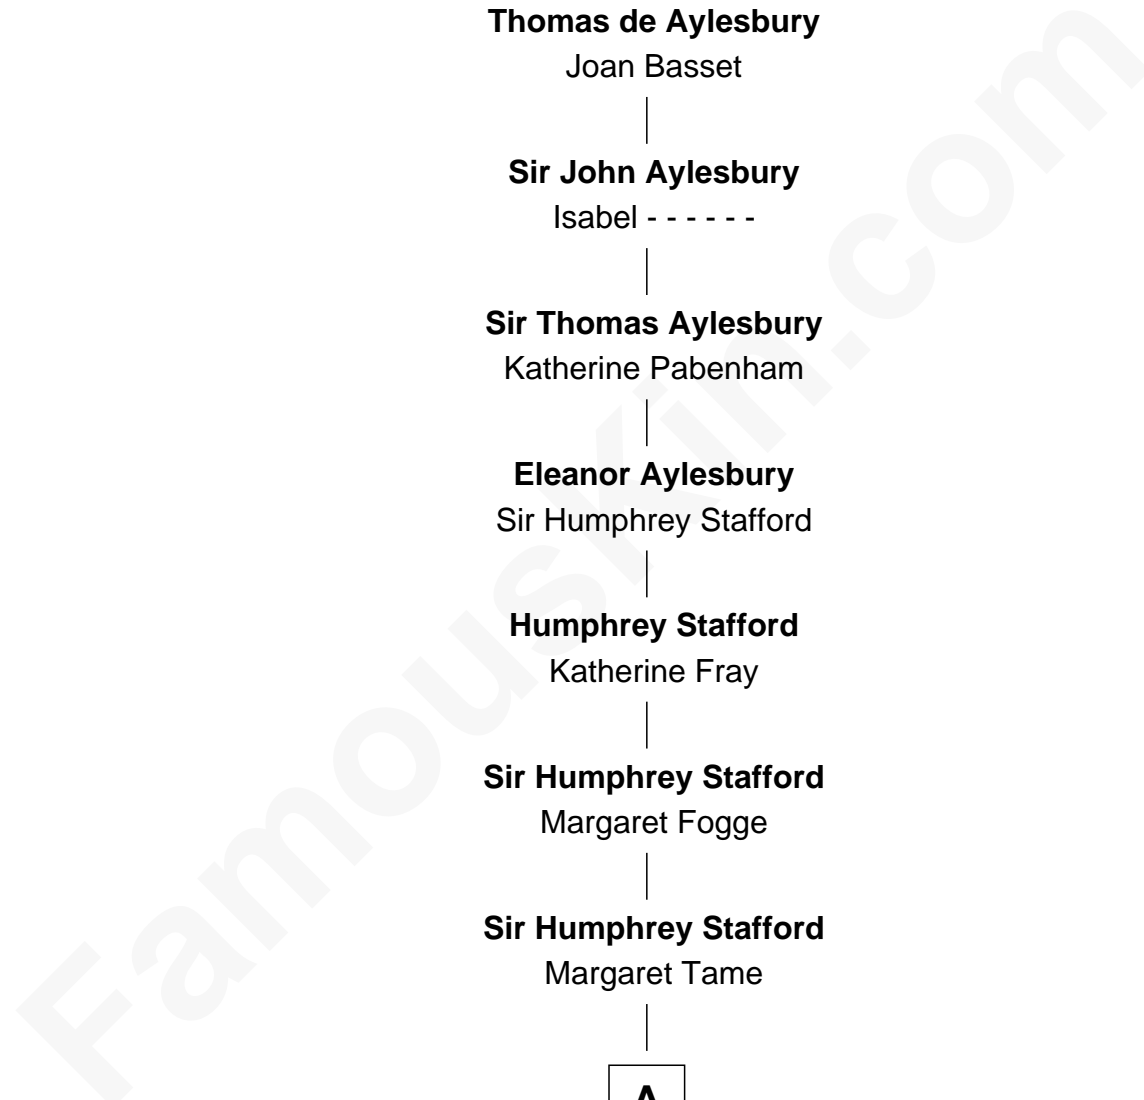 Thomas de Aylesbury
Joan Basset
Sir John Aylesbury
Isabel - - - - - -
Sir Thomas Aylesbury
Katherine Pabenham
Eleanor Aylesbury
Sir Humphrey Stafford
Humphrey Stafford
Katherine Fray
Sir Humphrey Stafford
Margaret Fogge
Sir Humphrey Stafford
Margaret Tame
A
FamousKin.com